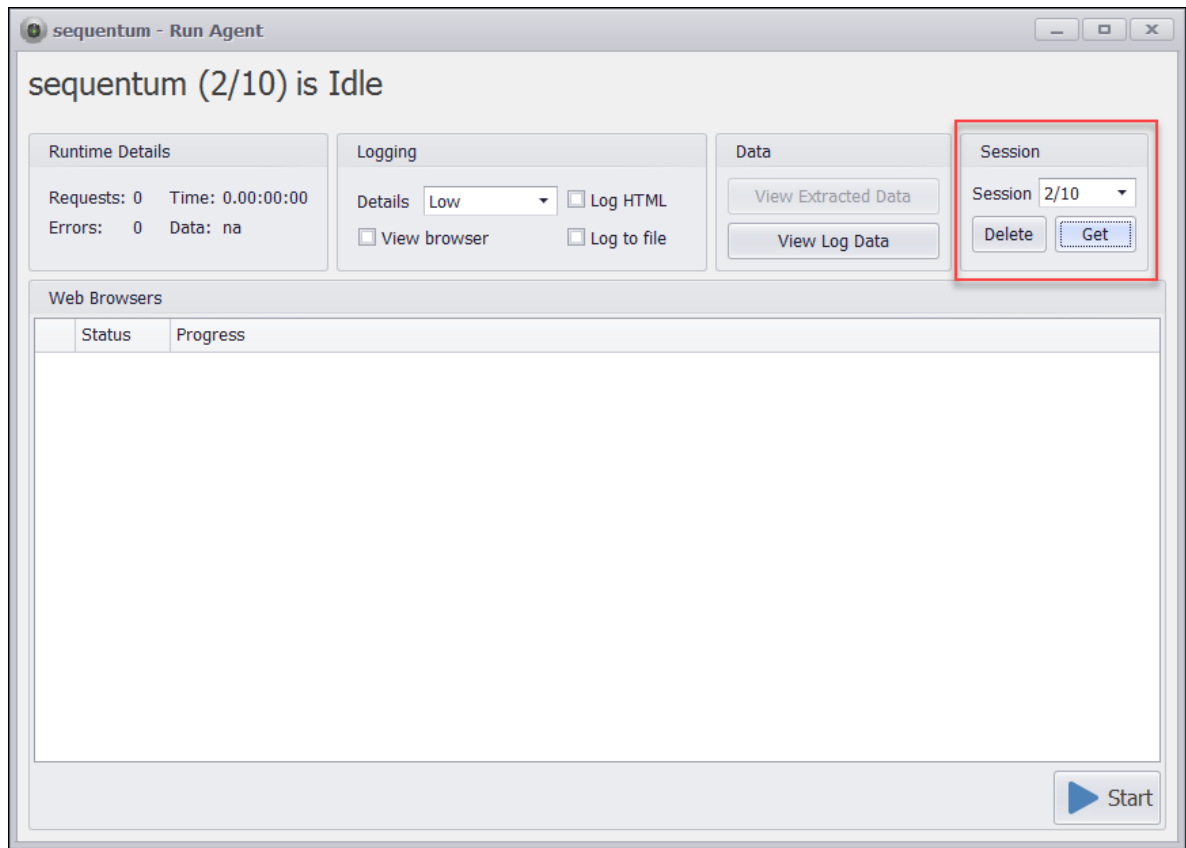 sequentum - Run Agent
sequentum (2/10) is Idle
Runtime Details
Requests: 0 Time: 0.00:00:00
Errors: 0 Data: na
Logging
Details Low Log HTML
View browser Log to file
Data
View Extracted Data
View Log Data
Session
Session 2/10
Delete Get
Web Browsers
Status Progress
Start